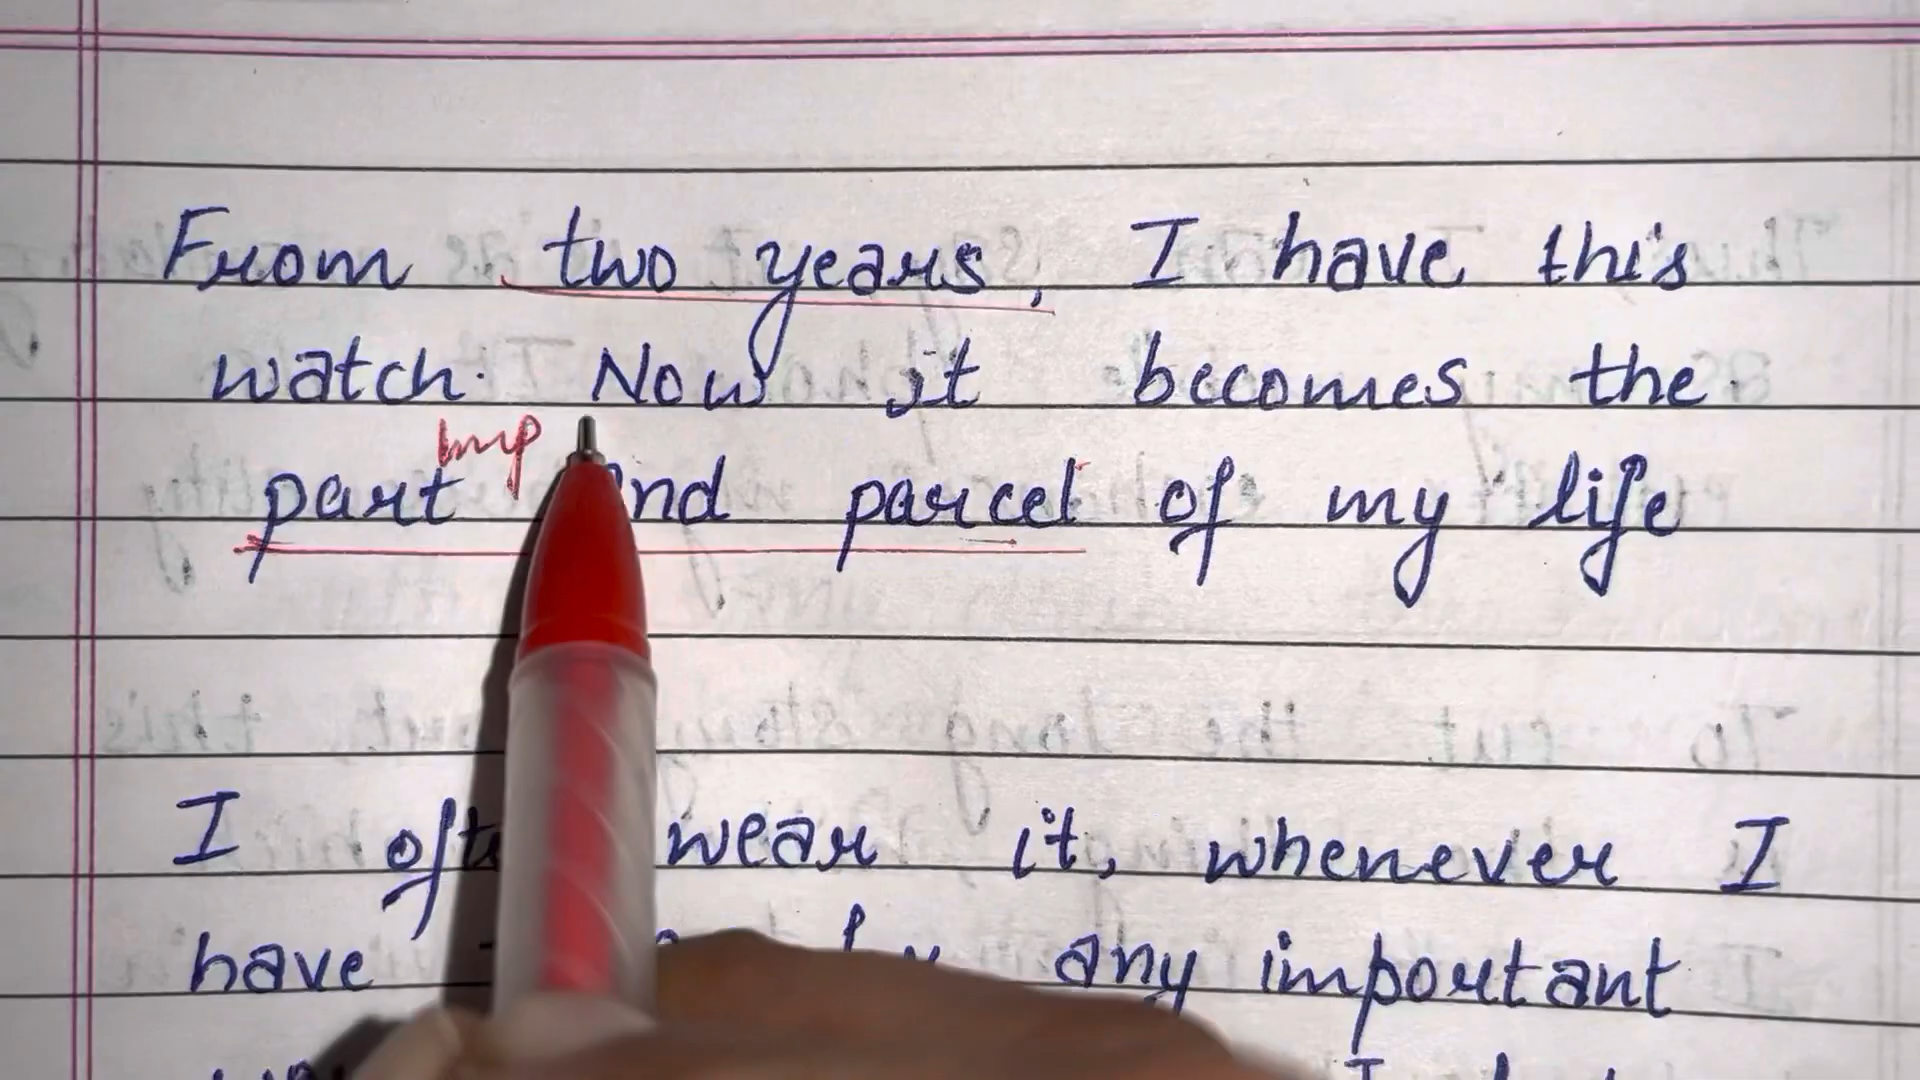 From two years, I have this
watch. Now it becomes the
Imp
part and parcel of my life
I often wear it, whenever I
have any important